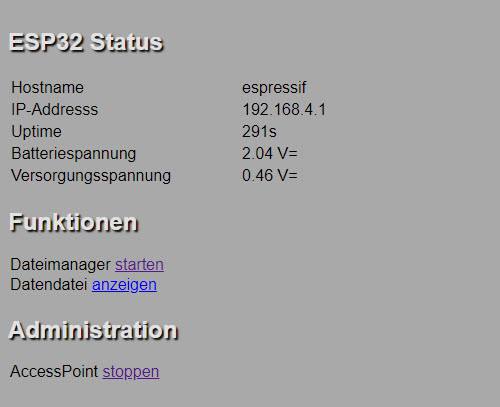 ESP32 Status
Hostname espressif
IP-Addresss 192.168.4.1
Uptime 291s
Batteriespannung 2.04 V=
Versorgungsspannung 0.46 V=
Funktionen
Dateimanager starten
Datendatei anzeigen
Administration
AccessPoint stoppen